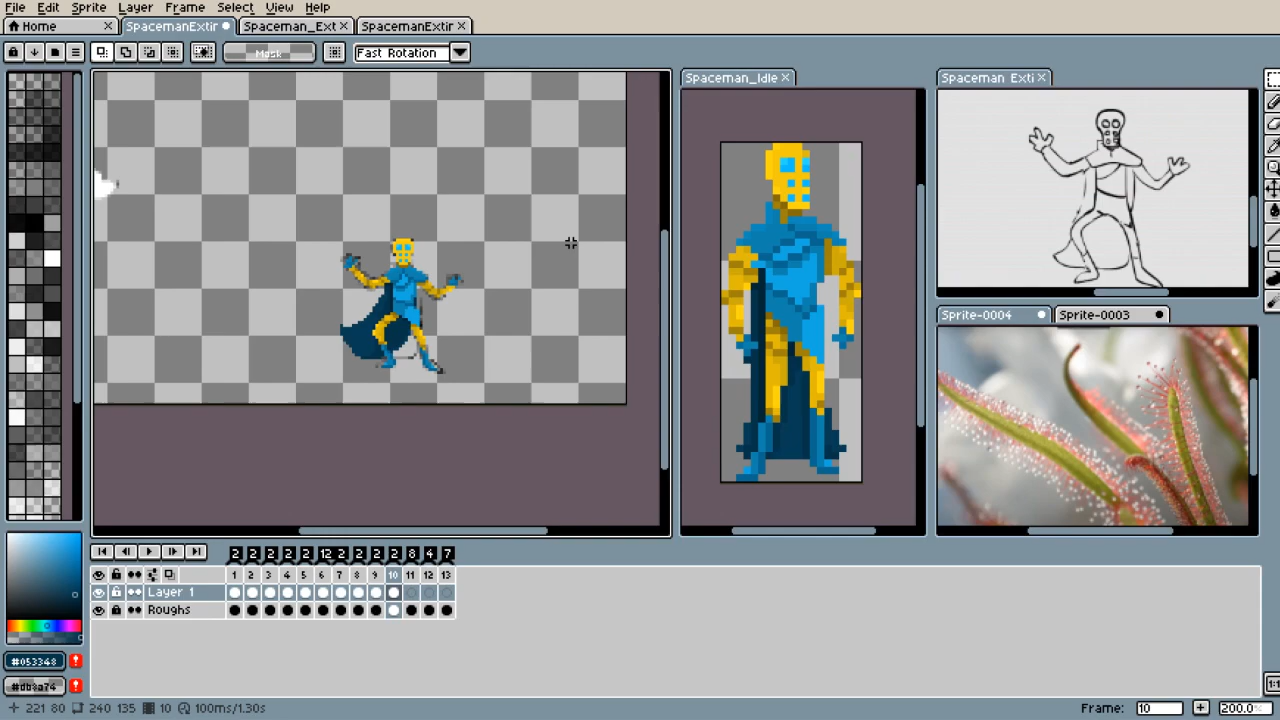 File Edit Sprite Layer Frame Select View Help
Home SpacemanExtir Spaceman_Ext SpacemanExtir
Mask Fast Rotation
Spaceman_Idle
Spaceman Exti
Sprite-0004 Sprite-0003
2 2 2 2 2 12 2 2 2 2 8 4 7
1 2 3 4 5 6 7 8 9 10 11 12 13
Layer 1
Roughs
#053348
#db8a74
221 80 240 135 10 100ms/1.30s Frame: 10 200.0
1:1